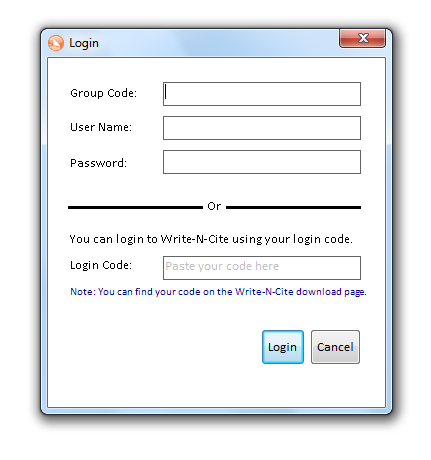 Login
Group Code:
User Name:
Password:
Or
You can login to Write-N-Cite using your login code.
Login Code: Paste your code here
Note: You can find your code on the Write-N-Cite download page.
Login Cancel